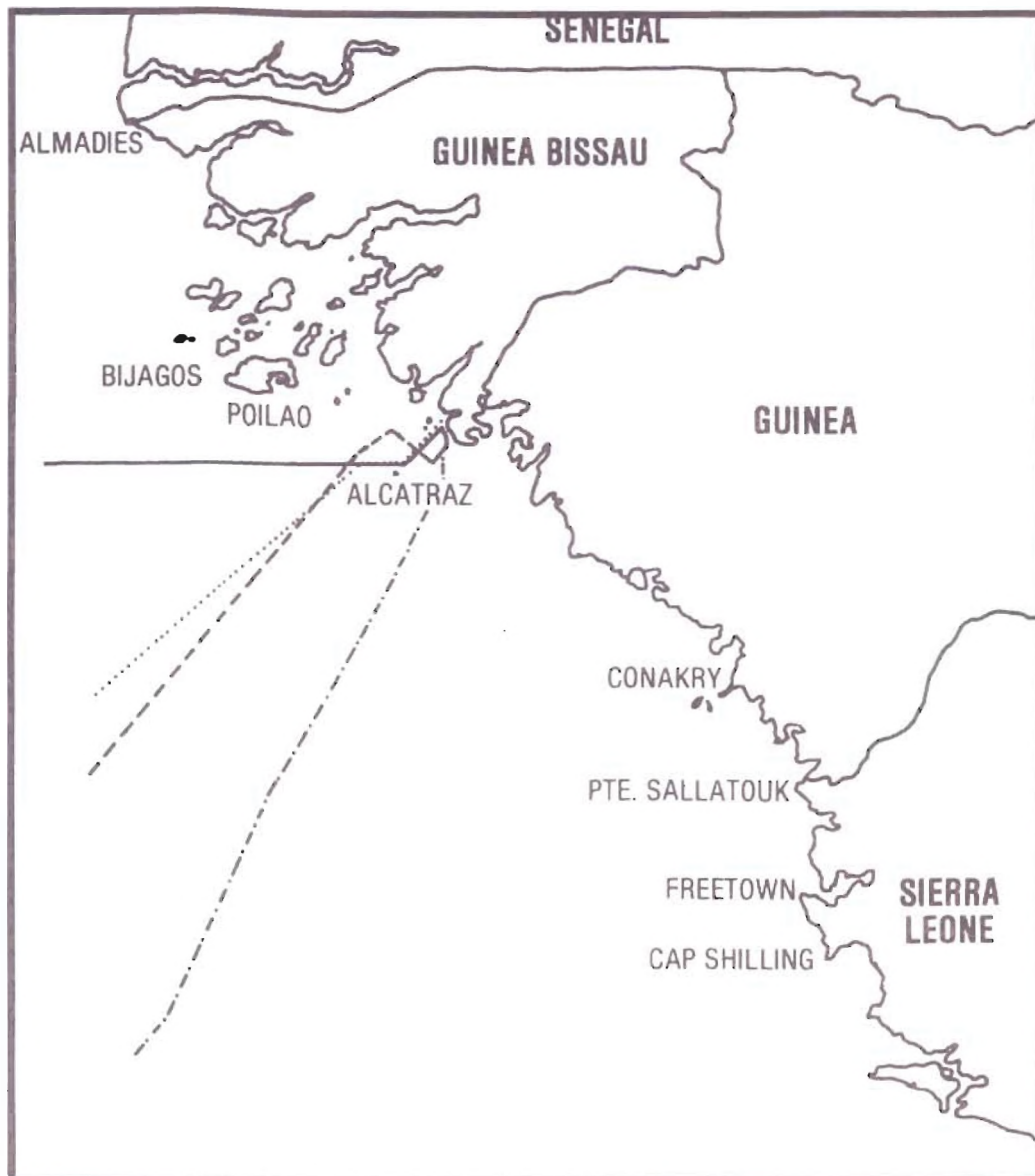 SENEGAL
ALMADIES
GUINEA BISSAU
BIJAGOS
POILAO
GUINEA
ALCATRAZ
CONAKRY
PTE. SALLATOUK
FREETOWN
SIERRA
LEONE
CAP SHILLING